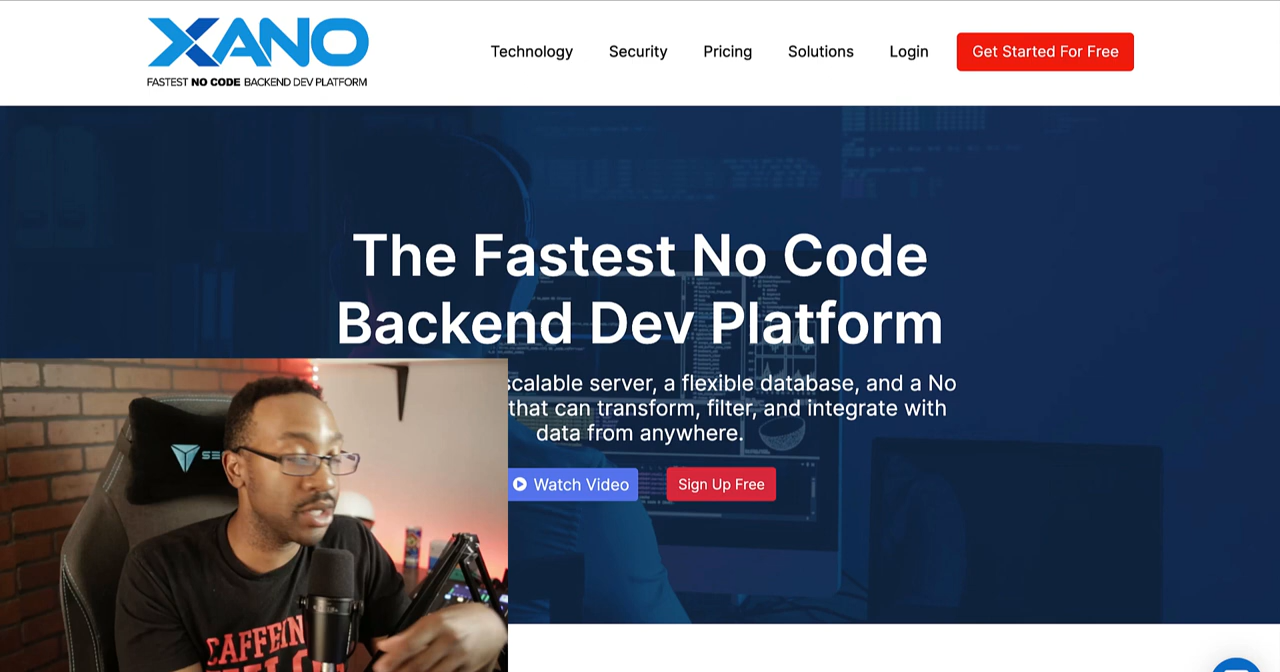 XANO
FASTEST NO CODE BACKEND DEV PLATFORM
Technology
Security
Pricing
Solutions
Login
Get Started For Free
The Fastest No Code
Backend Dev Platform
scalable server, a flexible database, and a No
that can transform, filter, and integrate with
data from anywhere.
Watch Video
Sign Up Free
SE
CAFFEIN